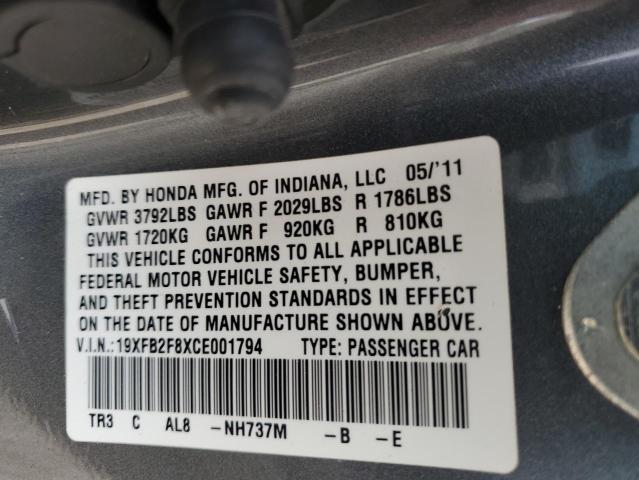 MFD. BY HONDA MFG. OF INDIANA, LLC 05/'11
GVWR 3792LBS GAWR F 2029LBS R 1786LBS
GVWR 1720KG GAWR F 920KG R 810KG
THIS VEHICLE CONFORMS TO ALL APPLICABLE
FEDERAL MOTOR VEHICLE SAFETY, BUMPER,
AND THEFT PREVENTION STANDARDS IN EFFECT
ON THE DATE OF MANUFACTURE SHOWN ABOVE.
V.I.N.:19XFB2F8XCE001794 TYPE: PASSENGER CAR
TR3 C AL8 -NH737M -B -E